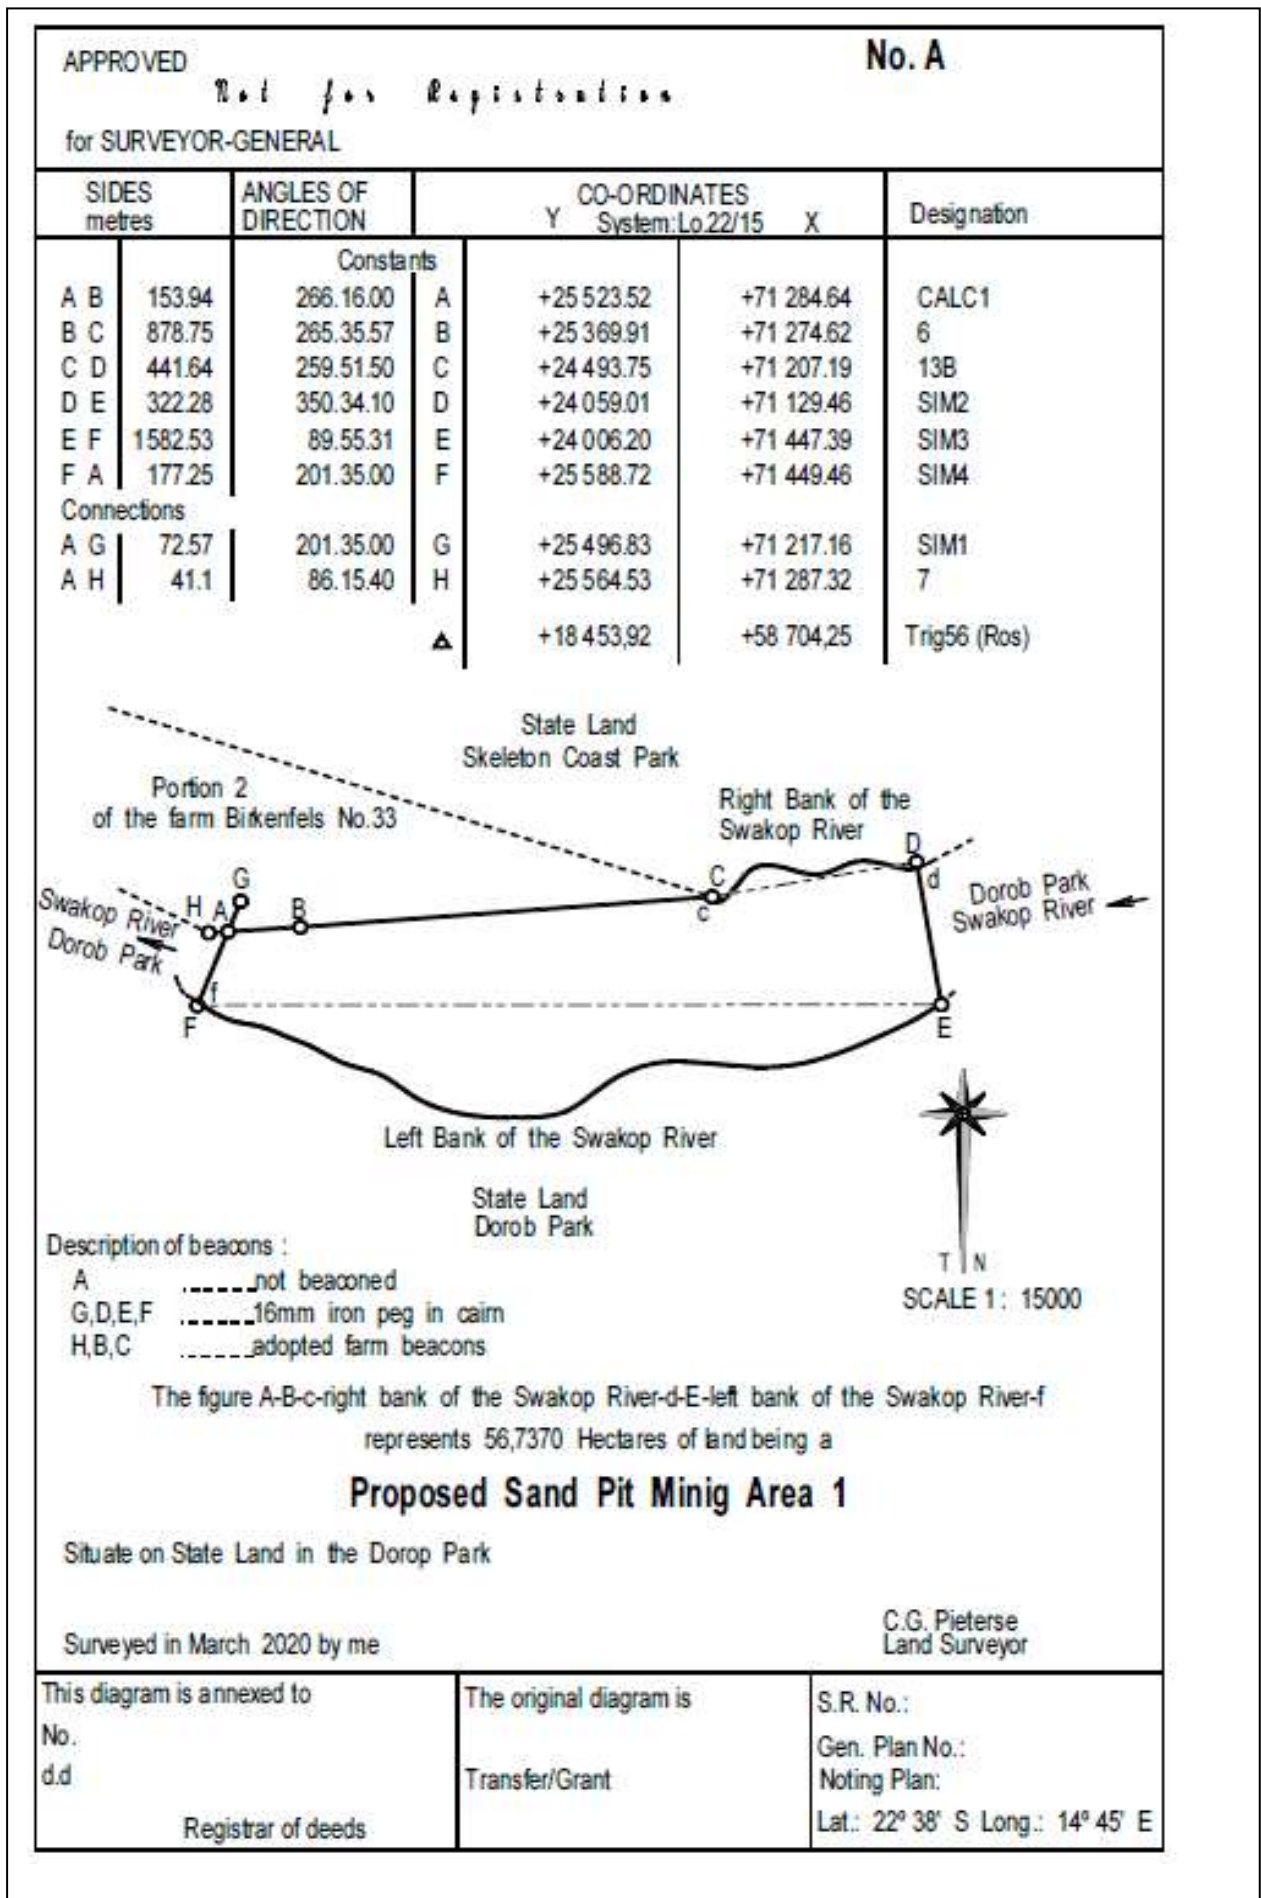 No. A
APPROVED
Not for Registration
for SURVEYOR-GENERAL
SIDES metres ANGLES OF DIRECTION CO-ORDINATES Y System:Lo.22/15 X Designation
Constants
A B 153.94 266.16.00 A +25 523.52 +71 284.64 CALC1
B C 878.75 265.35.57 B +25 369.91 +71 274.62 6
C D 441.64 259.51.50 C +24 493.75 +71 207.19 13B
D E 322.28 350.34.10 D +24 059.01 +71 129.46 SIM2
E F 1582.53 89.55.31 E +24 006.20 +71 447.39 SIM3
F A 177.25 201.35.00 F +25 588.72 +71 449.46 SIM4
Connections
A G 72.57 201.35.00 G +25 496.83 +71 217.16 SIM1
A H 41.1 86.15.40 H +25 564.53 +71 287.32 7
+18 453,92 +58 704,25 Trig56 (Ros)
State Land
Skeleton Coast Park
Portion 2
of the farm Birkenfels No.33
Right Bank of the
Swakop River
D
d
C
c
G
H A
B
Dorob Park
Swakop River
Swakop River
Dorob Park
f
F
E
Left Bank of the Swakop River
State Land
Dorob Park
T N
SCALE 1 : 15000
Description of beacons :
A not beaconed
G,D,E,F 16mm iron peg in cairn
H,B,C adopted farm beacons
The figure A-B-c-right bank of the Swakop River-d-E-left bank of the Swakop River-f
represents 56,7370 Hectares of land being a
Proposed Sand Pit Minig Area 1
Situate on State Land in the Dorop Park
Surveyed in March 2020 by me
C.G. Pieterse
Land Surveyor
This diagram is annexed to
No.
d.d
Registrar of deeds
The original diagram is
Transfer/Grant
S.R. No.:
Gen. Plan No.:
Noting Plan:
Lat.: 22º 38' S Long.: 14º 45' E